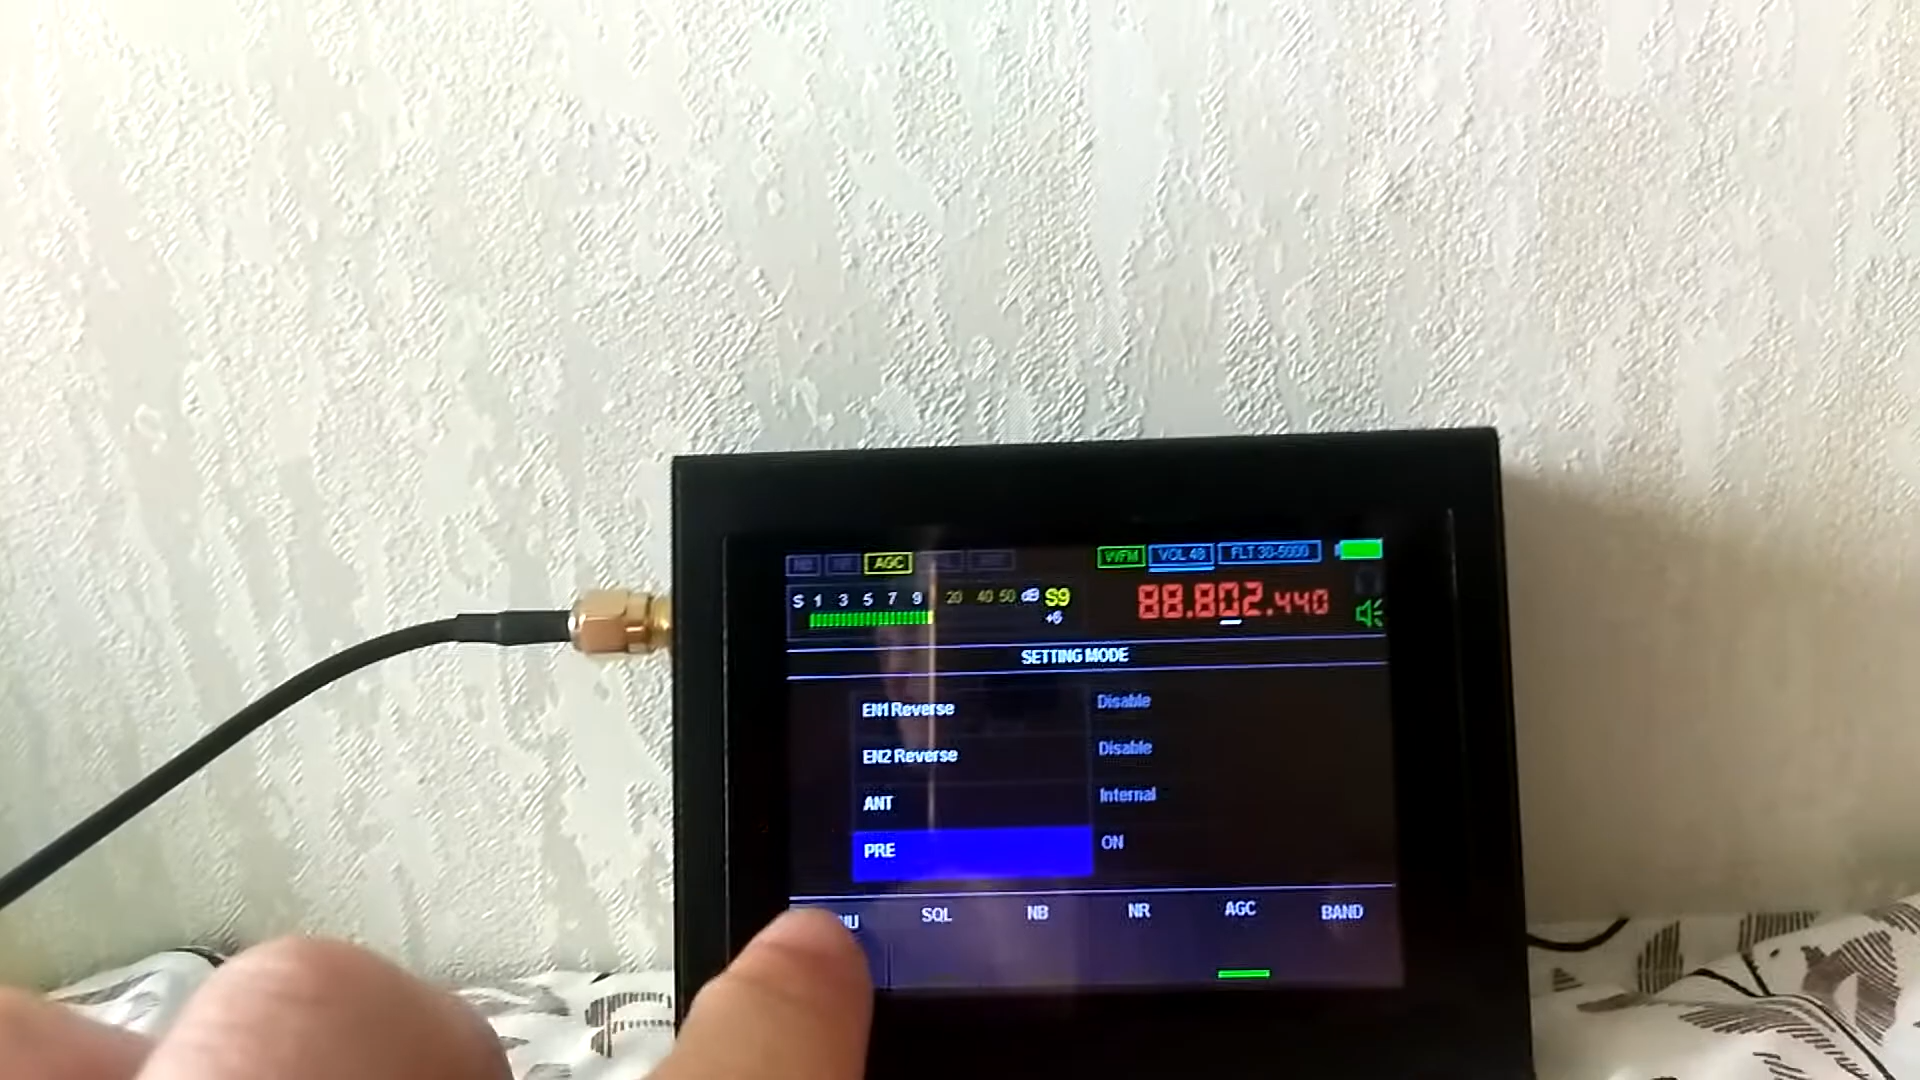 AGC WFM VOL 48 FLT 30-5000
S 1 3 5 7 9 20 40 50 dB S9 88.802.440
+6
SETTING MODE
EN1 Reverse Disable
EN2 Reverse Disable
ANT Internal
PRE ON
SQL NB NR AGC BAND